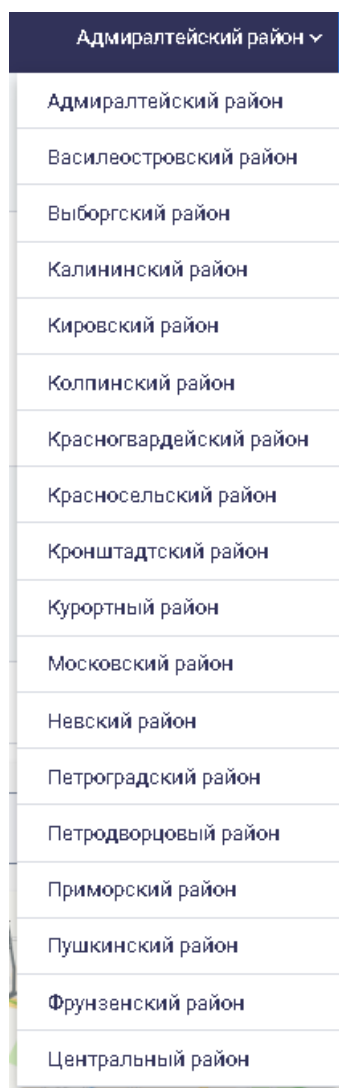 Адмиралтейский район
Адмиралтейский район
Василеостровский район
Выборгский район
Калининский район
Кировский район
Колпинский район
Красногвардейский район
Красносельский район
Кронштадтский район
Курортный район
Московский район
Невский район
Петроградский район
Петродворцовый район
Приморский район
Пушкинский район
Фрунзенский район
Центральный район